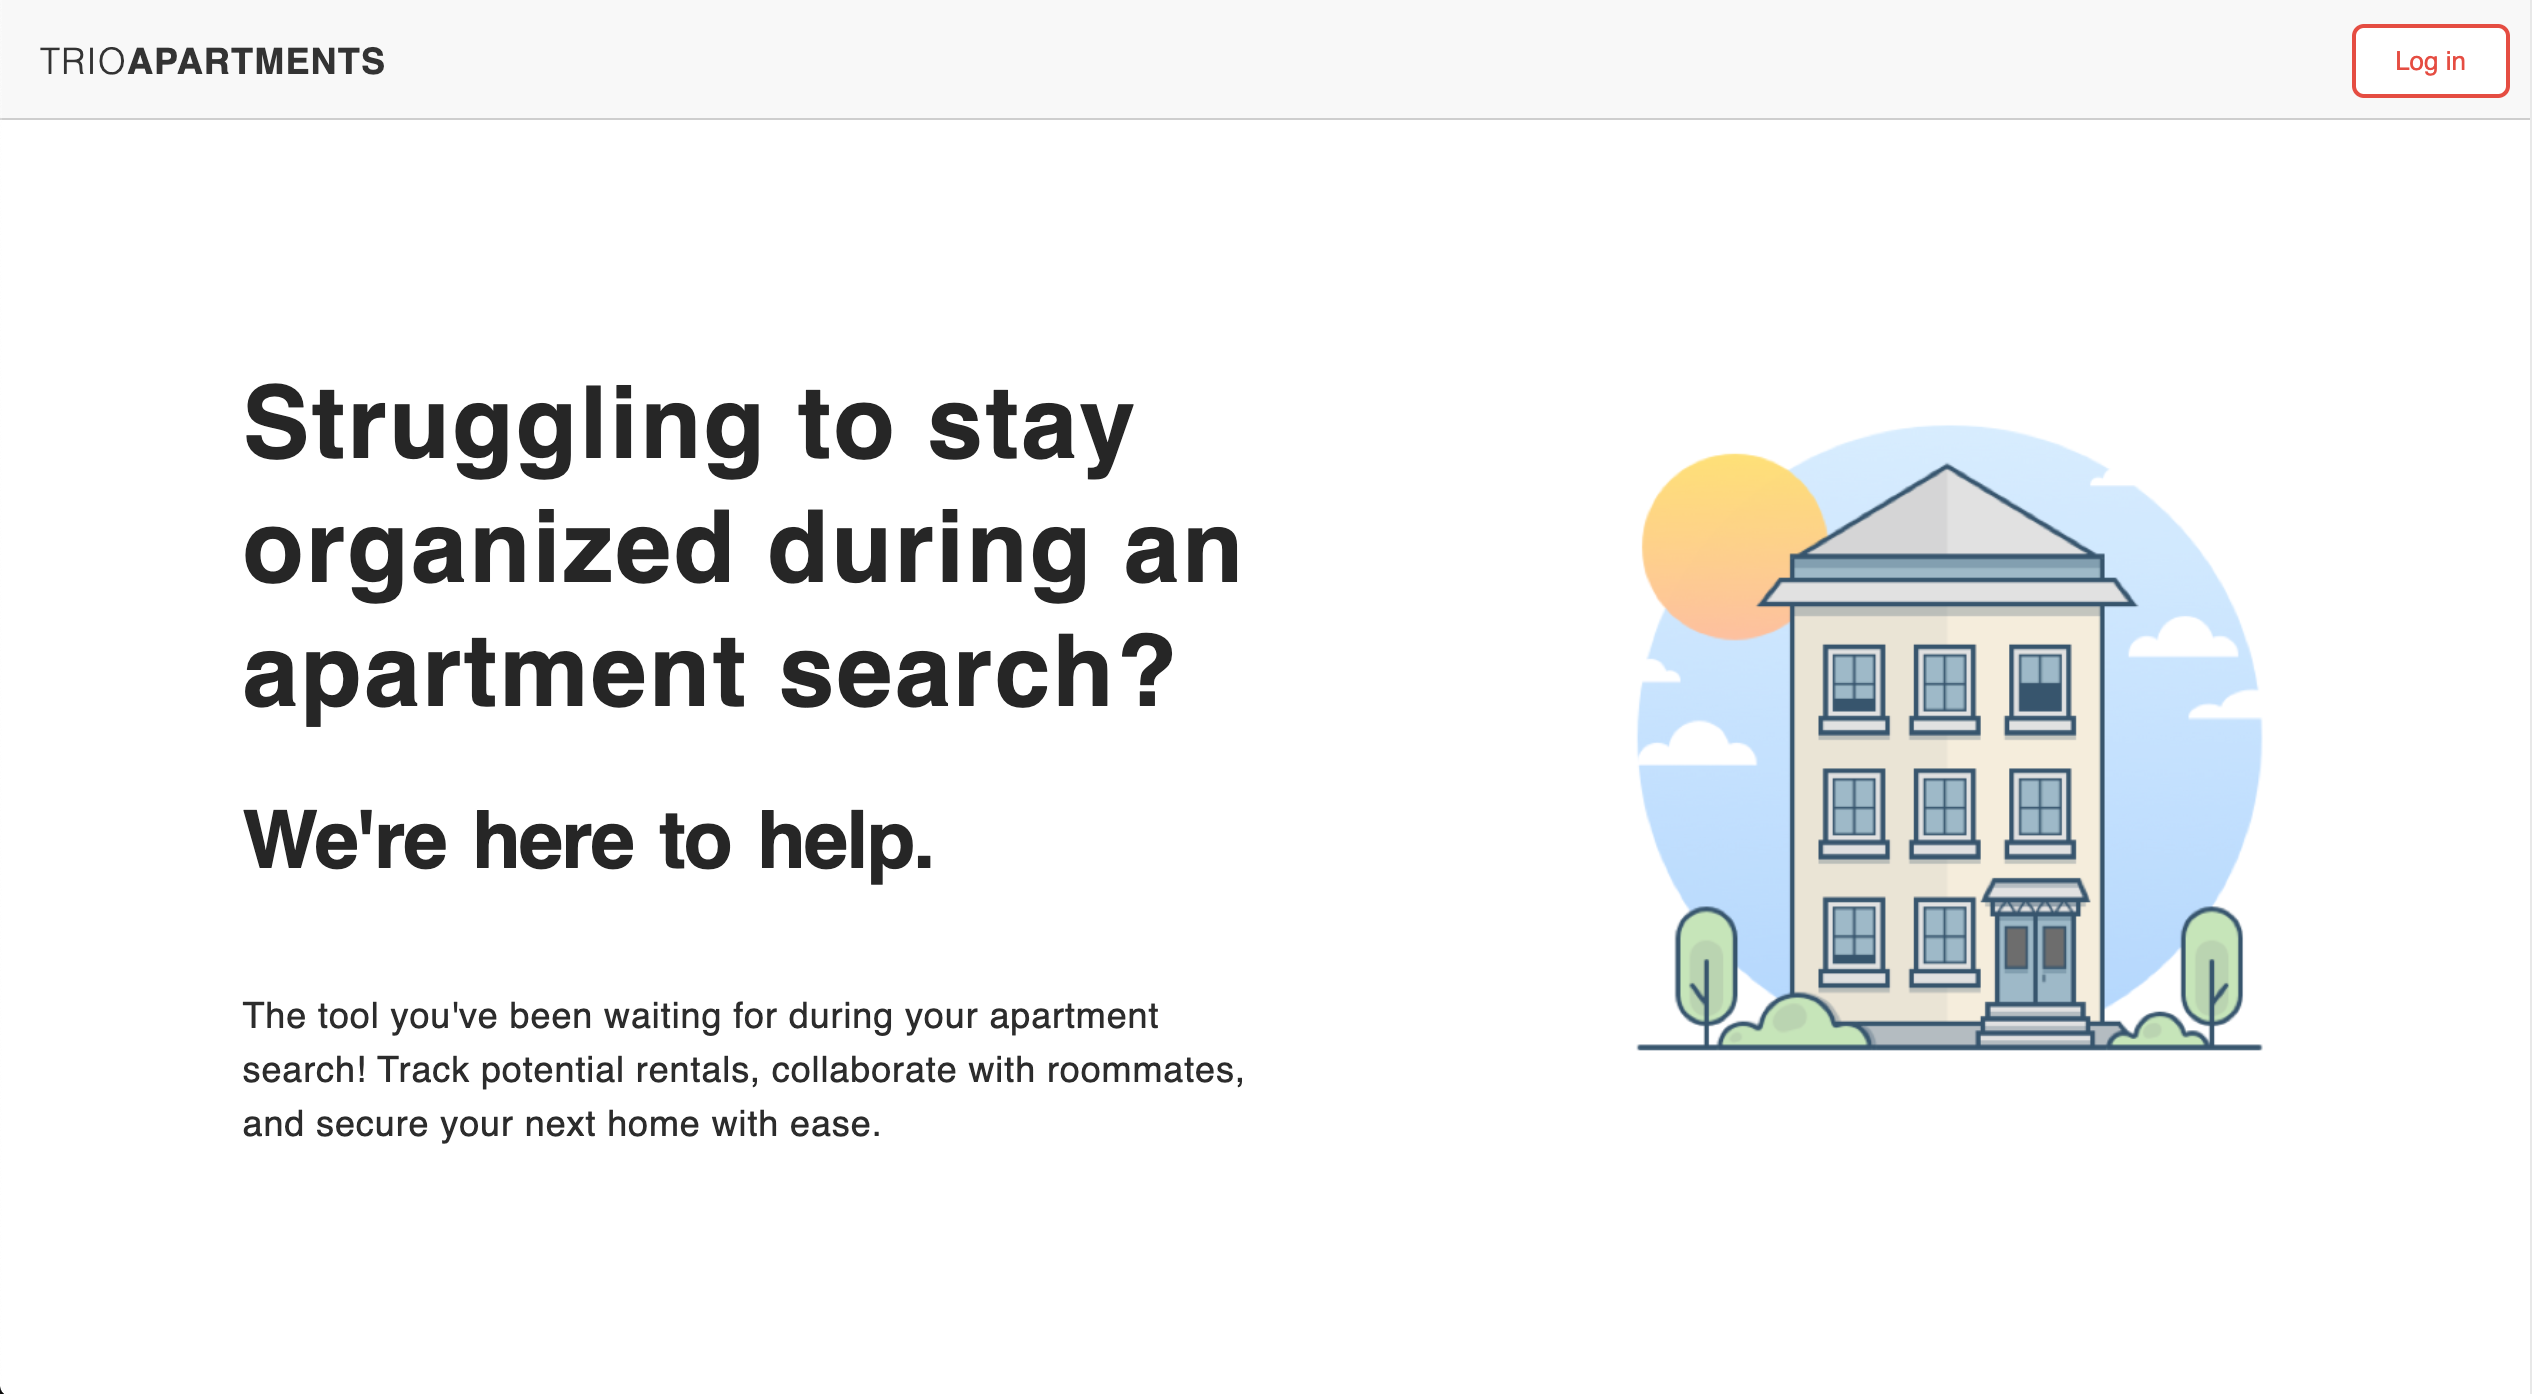 TRIOAPARTMENTS
Log in
Struggling to stay
organized during an
apartment search?
We're here to help.
The tool you've been waiting for during your apartment
search! Track potential rentals, collaborate with roommates,
and secure your next home with ease.